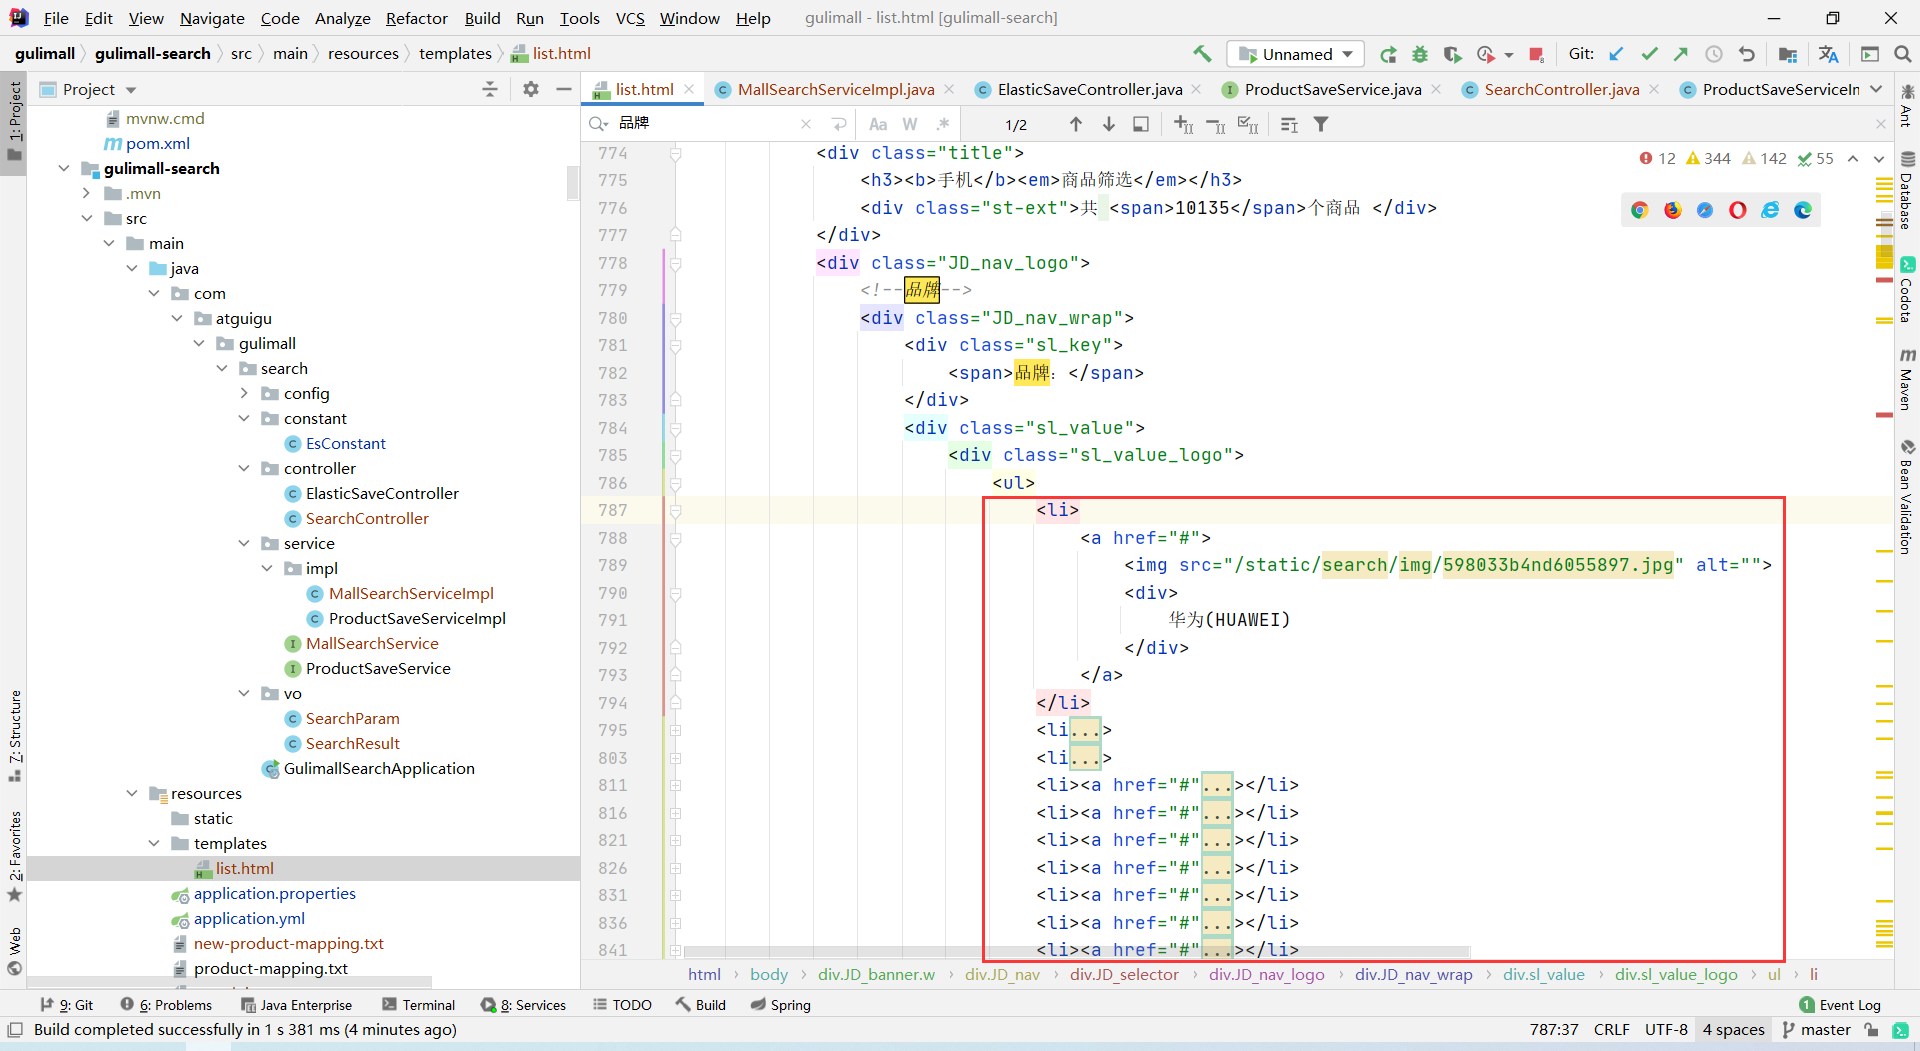 File Edit View Navigate Code Analyze Refactor Build Run Tools VCS Window Help gulimall - list.html [gulimall-search]
gulimall gulimall-search src main resources templates list.html Unnamed Git:
Project
list.html MallSearchServiceImpl.java ElasticSaveController.java ProductSaveService.java SearchController.java ProductSaveServiceIn
品牌 Aa W .* 1/2
1: Project
7: Structure
2: Favorites
Web
mvnw.cmd
pom.xml
gulimall-search
.mvn
src
main
java
com
atguigu
gulimall
search
config
constant
EsConstant
controller
ElasticSaveController
SearchController
service
impl
MallSearchServiceImpl
ProductSaveServiceImpl
MallSearchService
ProductSaveService
vo
SearchParam
SearchResult
GulimallSearchApplication
resources
static
templates
list.html
application.properties
application.yml
new-product-mapping.txt
product-mapping.txt
12 344 142 55
774 <div class="title">
775 <h3><b>手机</b><em>商品筛选</em></h3>
776 <div class="st-ext">共 <span>10135</span>个商品 </div>
777 </div>
778 <div class="JD_nav_logo">
779 <!--品牌-->
780 <div class="JD_nav_wrap">
781 <div class="sl_key">
782 <span>品牌：</span>
783 </div>
784 <div class="sl_value">
785 <div class="sl_value_logo">
786 <ul>
787 <li>
788 <a href="#">
789 <img src="/static/search/img/598033b4nd6055897.jpg" alt="">
790 <div>
791 华为(HUAWEI)
792 </div>
793 </a>
794 </li>
795 <li...>
803 <li...>
811 <li><a href="#"...></li>
816 <li><a href="#"...></li>
821 <li><a href="#"...></li>
826 <li><a href="#"...></li>
831 <li><a href="#"...></li>
836 <li><a href="#"...></li>
841 <li><a href="#"...></li>
html body div.JD_banner.w div.JD_nav div.JD_selector div.JD_nav_logo div.JD_nav_wrap div.sl_value div.sl_value_logo ul li
Ant
Database
Codota
Maven
Bean Validation
9: Git 6: Problems Java Enterprise Terminal 8: Services TODO Build Spring 1 Event Log
Build completed successfully in 1 s 381 ms (4 minutes ago) 787:37 CRLF UTF-8 4 spaces master